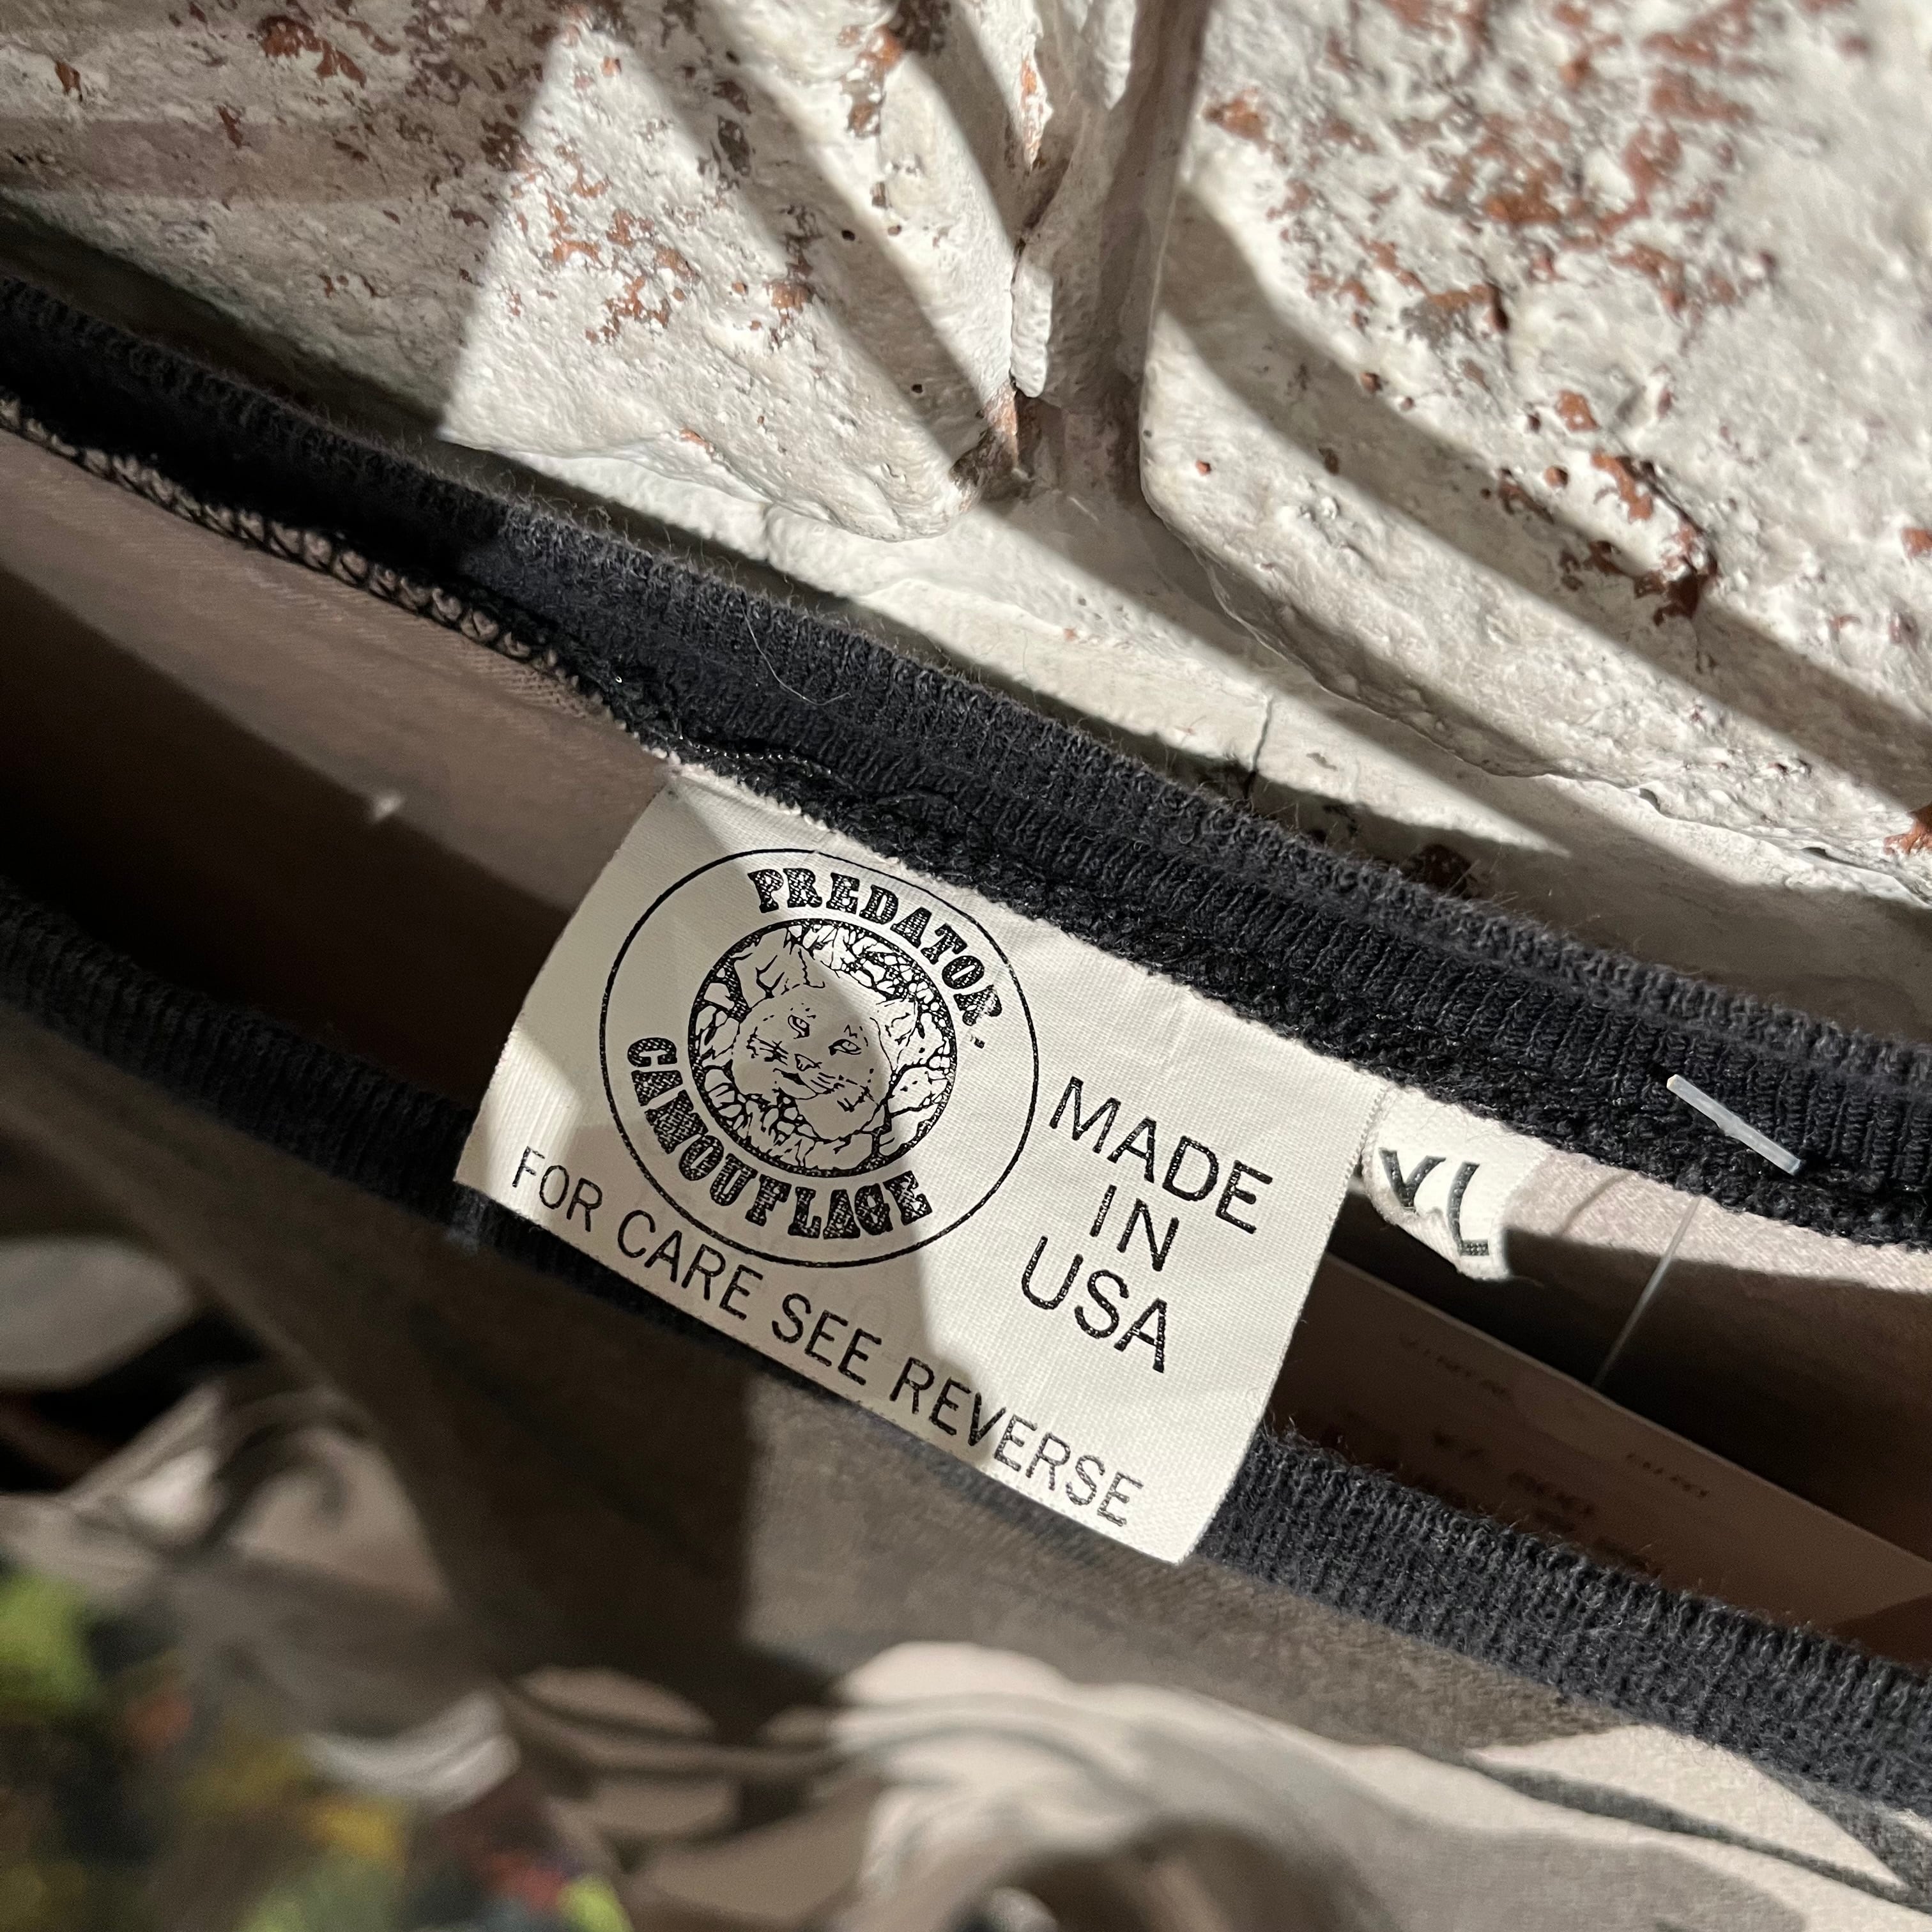 PREDATOR
CAMOUFLAGE
MADE
IN
USA
FOR CARE SEE REVERSE
XL